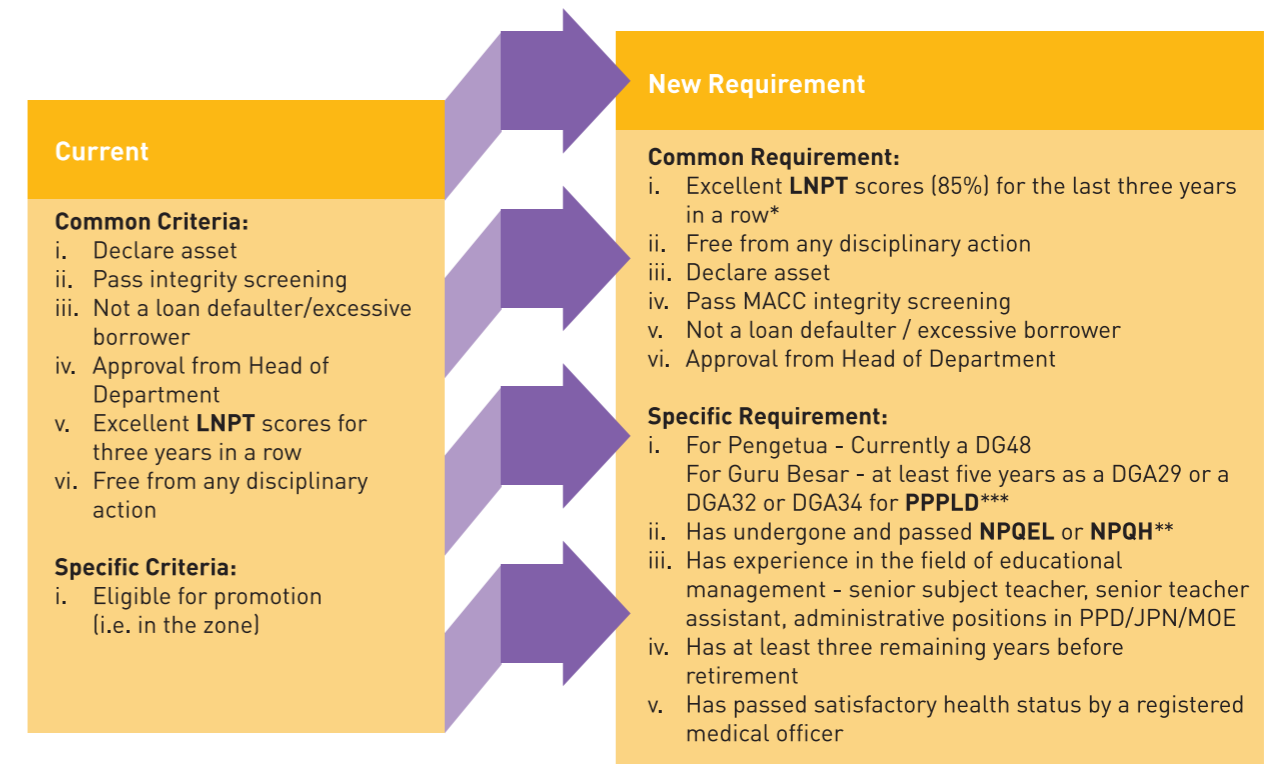 Current
Common Criteria:
i. Declare asset
ii. Pass integrity screening
iii. Not a loan defaulter/excessive
borrower
iv. Approval from Head of
Department
v. Excellent LNPT scores for
three years in a row
vi. Free from any disciplinary
action
Specific Criteria:
i. Eligible for promotion
(i.e. in the zone)
New Requirement
Common Requirement:
i. Excellent LNPT scores (85%) for the last three years
in a row*
ii. Free from any disciplinary action
iii. Declare asset
iv. Pass MACC integrity screening
v. Not a loan defaulter / excessive borrower
vi. Approval from Head of Department
Specific Requirement:
i. For Pengetua - Currently a DG48
For Guru Besar - at least five years as a DGA29 or a
DGA32 or DGA34 for PPPLD***
ii. Has undergone and passed NPQEL or NPQH**
iii. Has experience in the field of educational
management - senior subject teacher, senior teacher
assistant, administrative positions in PPD/JPN/MOE
iv. Has at least three remaining years before
retirement
v. Has passed satisfactory health status by a registered
medical officer